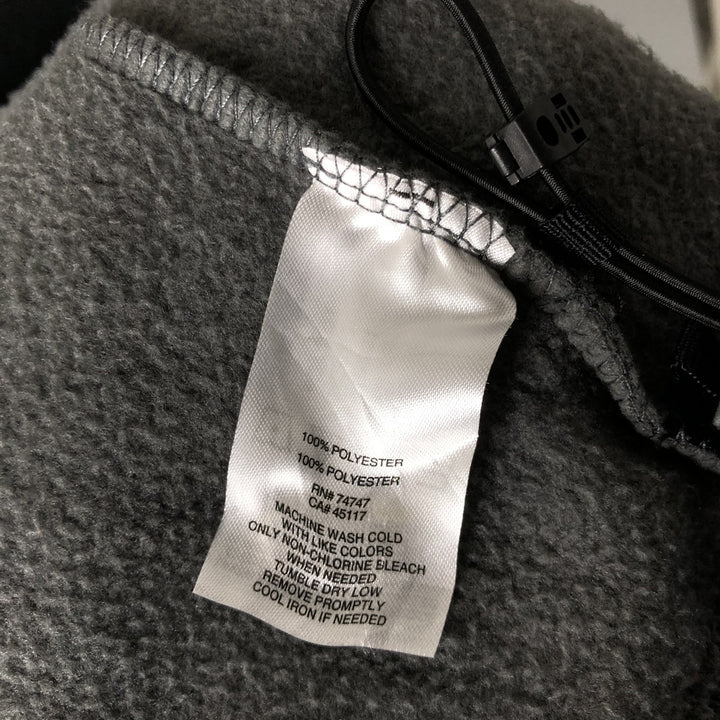 100% POLYESTER
100% POLYESTER
RN# 74747
CA# 45117
MACHINE WASH COLD
WITH LIKE COLORS
ONLY NON-CHLORINE BLEACH
WHEN NEEDED
TUMBLE DRY LOW
REMOVE PROMPTLY
COOL IRON IF NEEDED